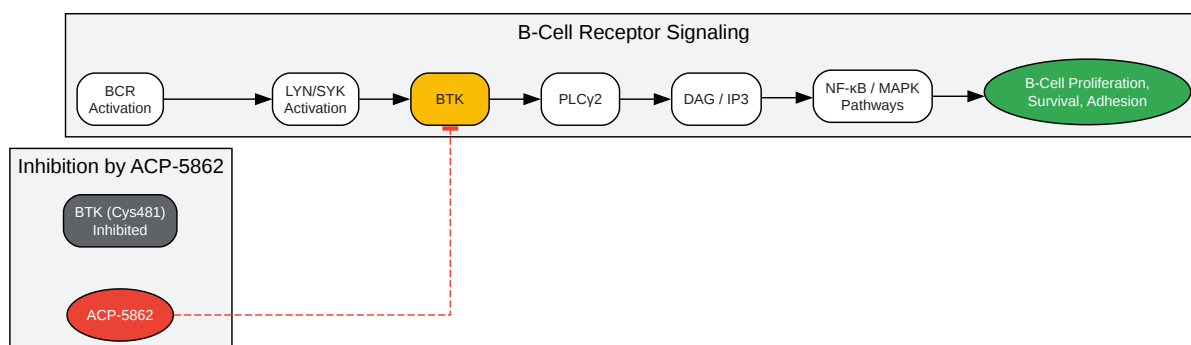 B-Cell Receptor Signaling
BCR
Activation
LYN/SYK
Activation
BTK
PLCγ2
DAG / IP3
NF-κB / MAPK
Pathways
B-Cell Proliferation,
Survival, Adhesion
Inhibition by ACP-5862
BTK (Cys481)
Inhibited
ACP-5862